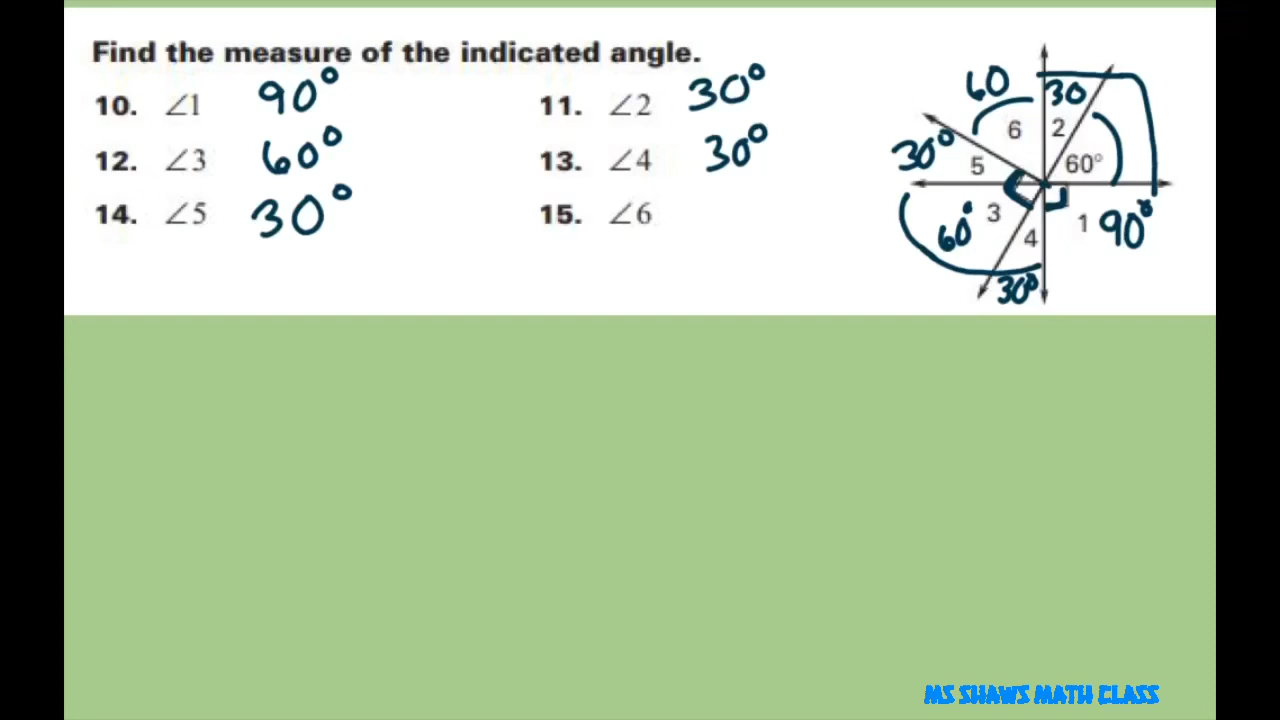 Find the measure of the indicated angle.
10. ∠1 90° 11. ∠2 30°
12. ∠3 60° 13. ∠4 30°
14. ∠5 30° 15. ∠6
60 30
6 2
30° 5 60°
3 1 90°
60° 4
30°
MS SHAWS MATH CLASS